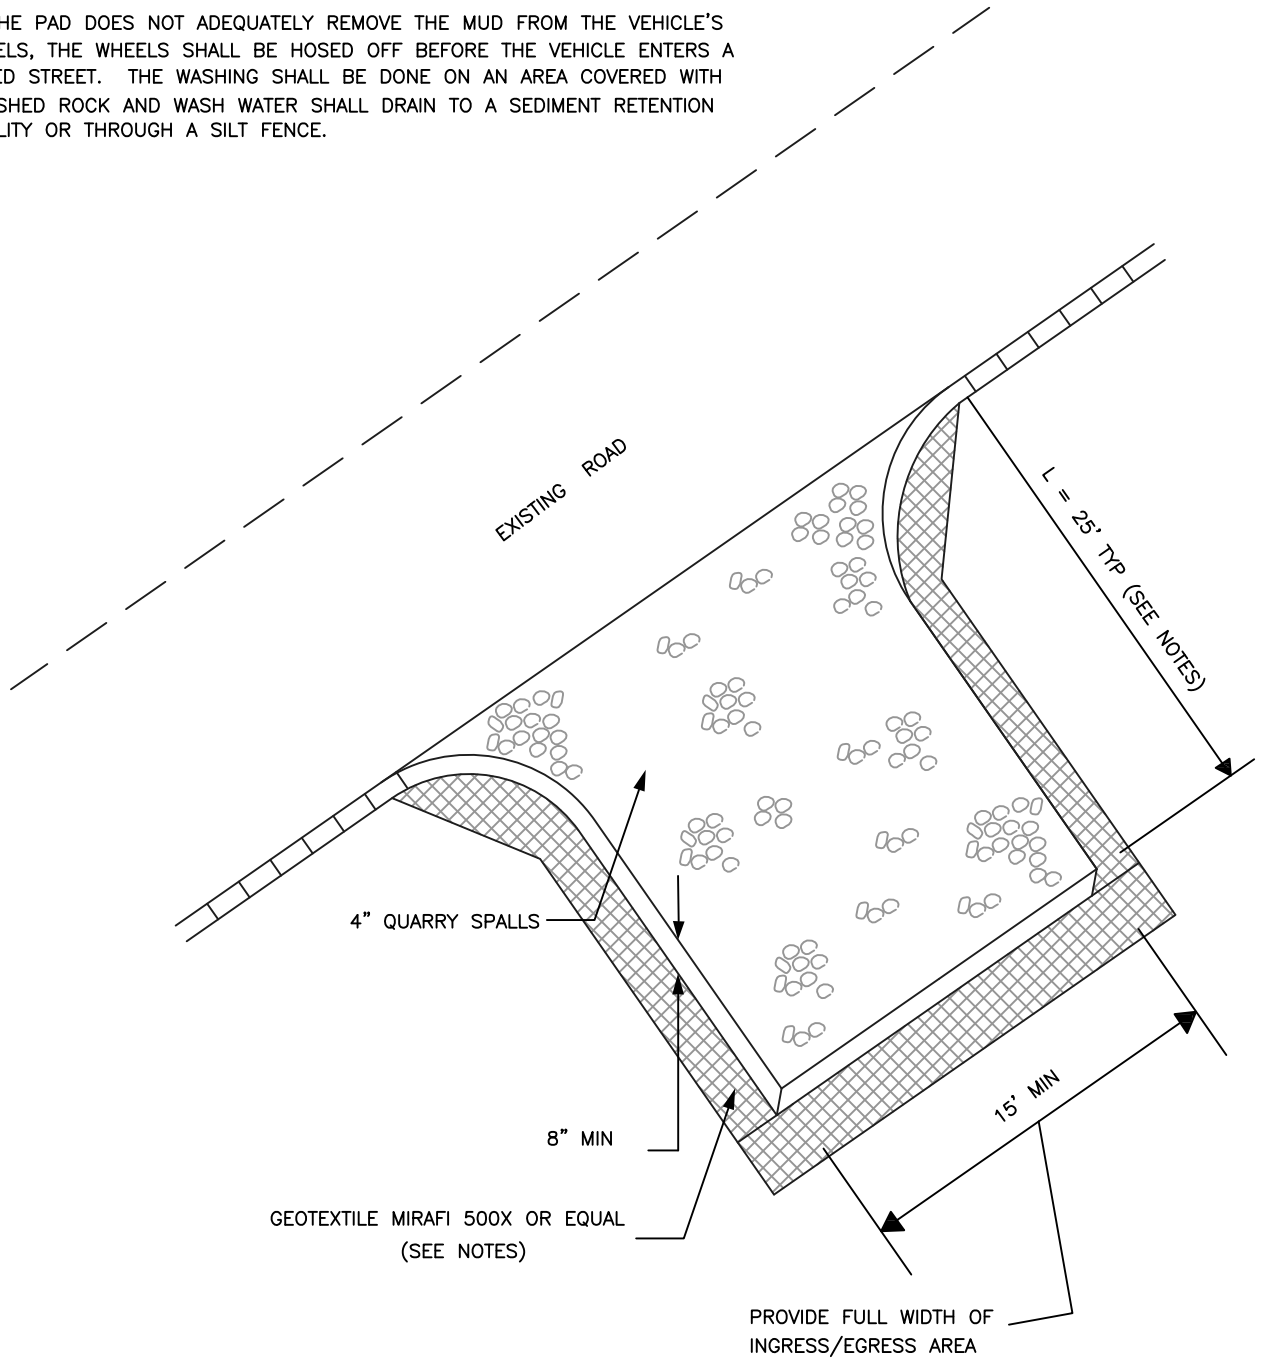 HE PAD DOES NOT ADEQUATELY REMOVE THE MUD FROM THE VEHICLE'S
ELS, THE WHEELS SHALL BE HOSED OFF BEFORE THE VEHICLE ENTERS A
ED STREET. THE WASHING SHALL BE DONE ON AN AREA COVERED WITH
SHED ROCK AND WASH WATER SHALL DRAIN TO A SEDIMENT RETENTION
LITY OR THROUGH A SILT FENCE.
EXISTING ROAD
L = 25' TYP (SEE NOTES)
4" QUARRY SPALLS
15' MIN
8" MIN
GEOTEXTILE MIRAFI 500X OR EQUAL
(SEE NOTES)
PROVIDE FULL WIDTH OF
INGRESS/EGRESS AREA